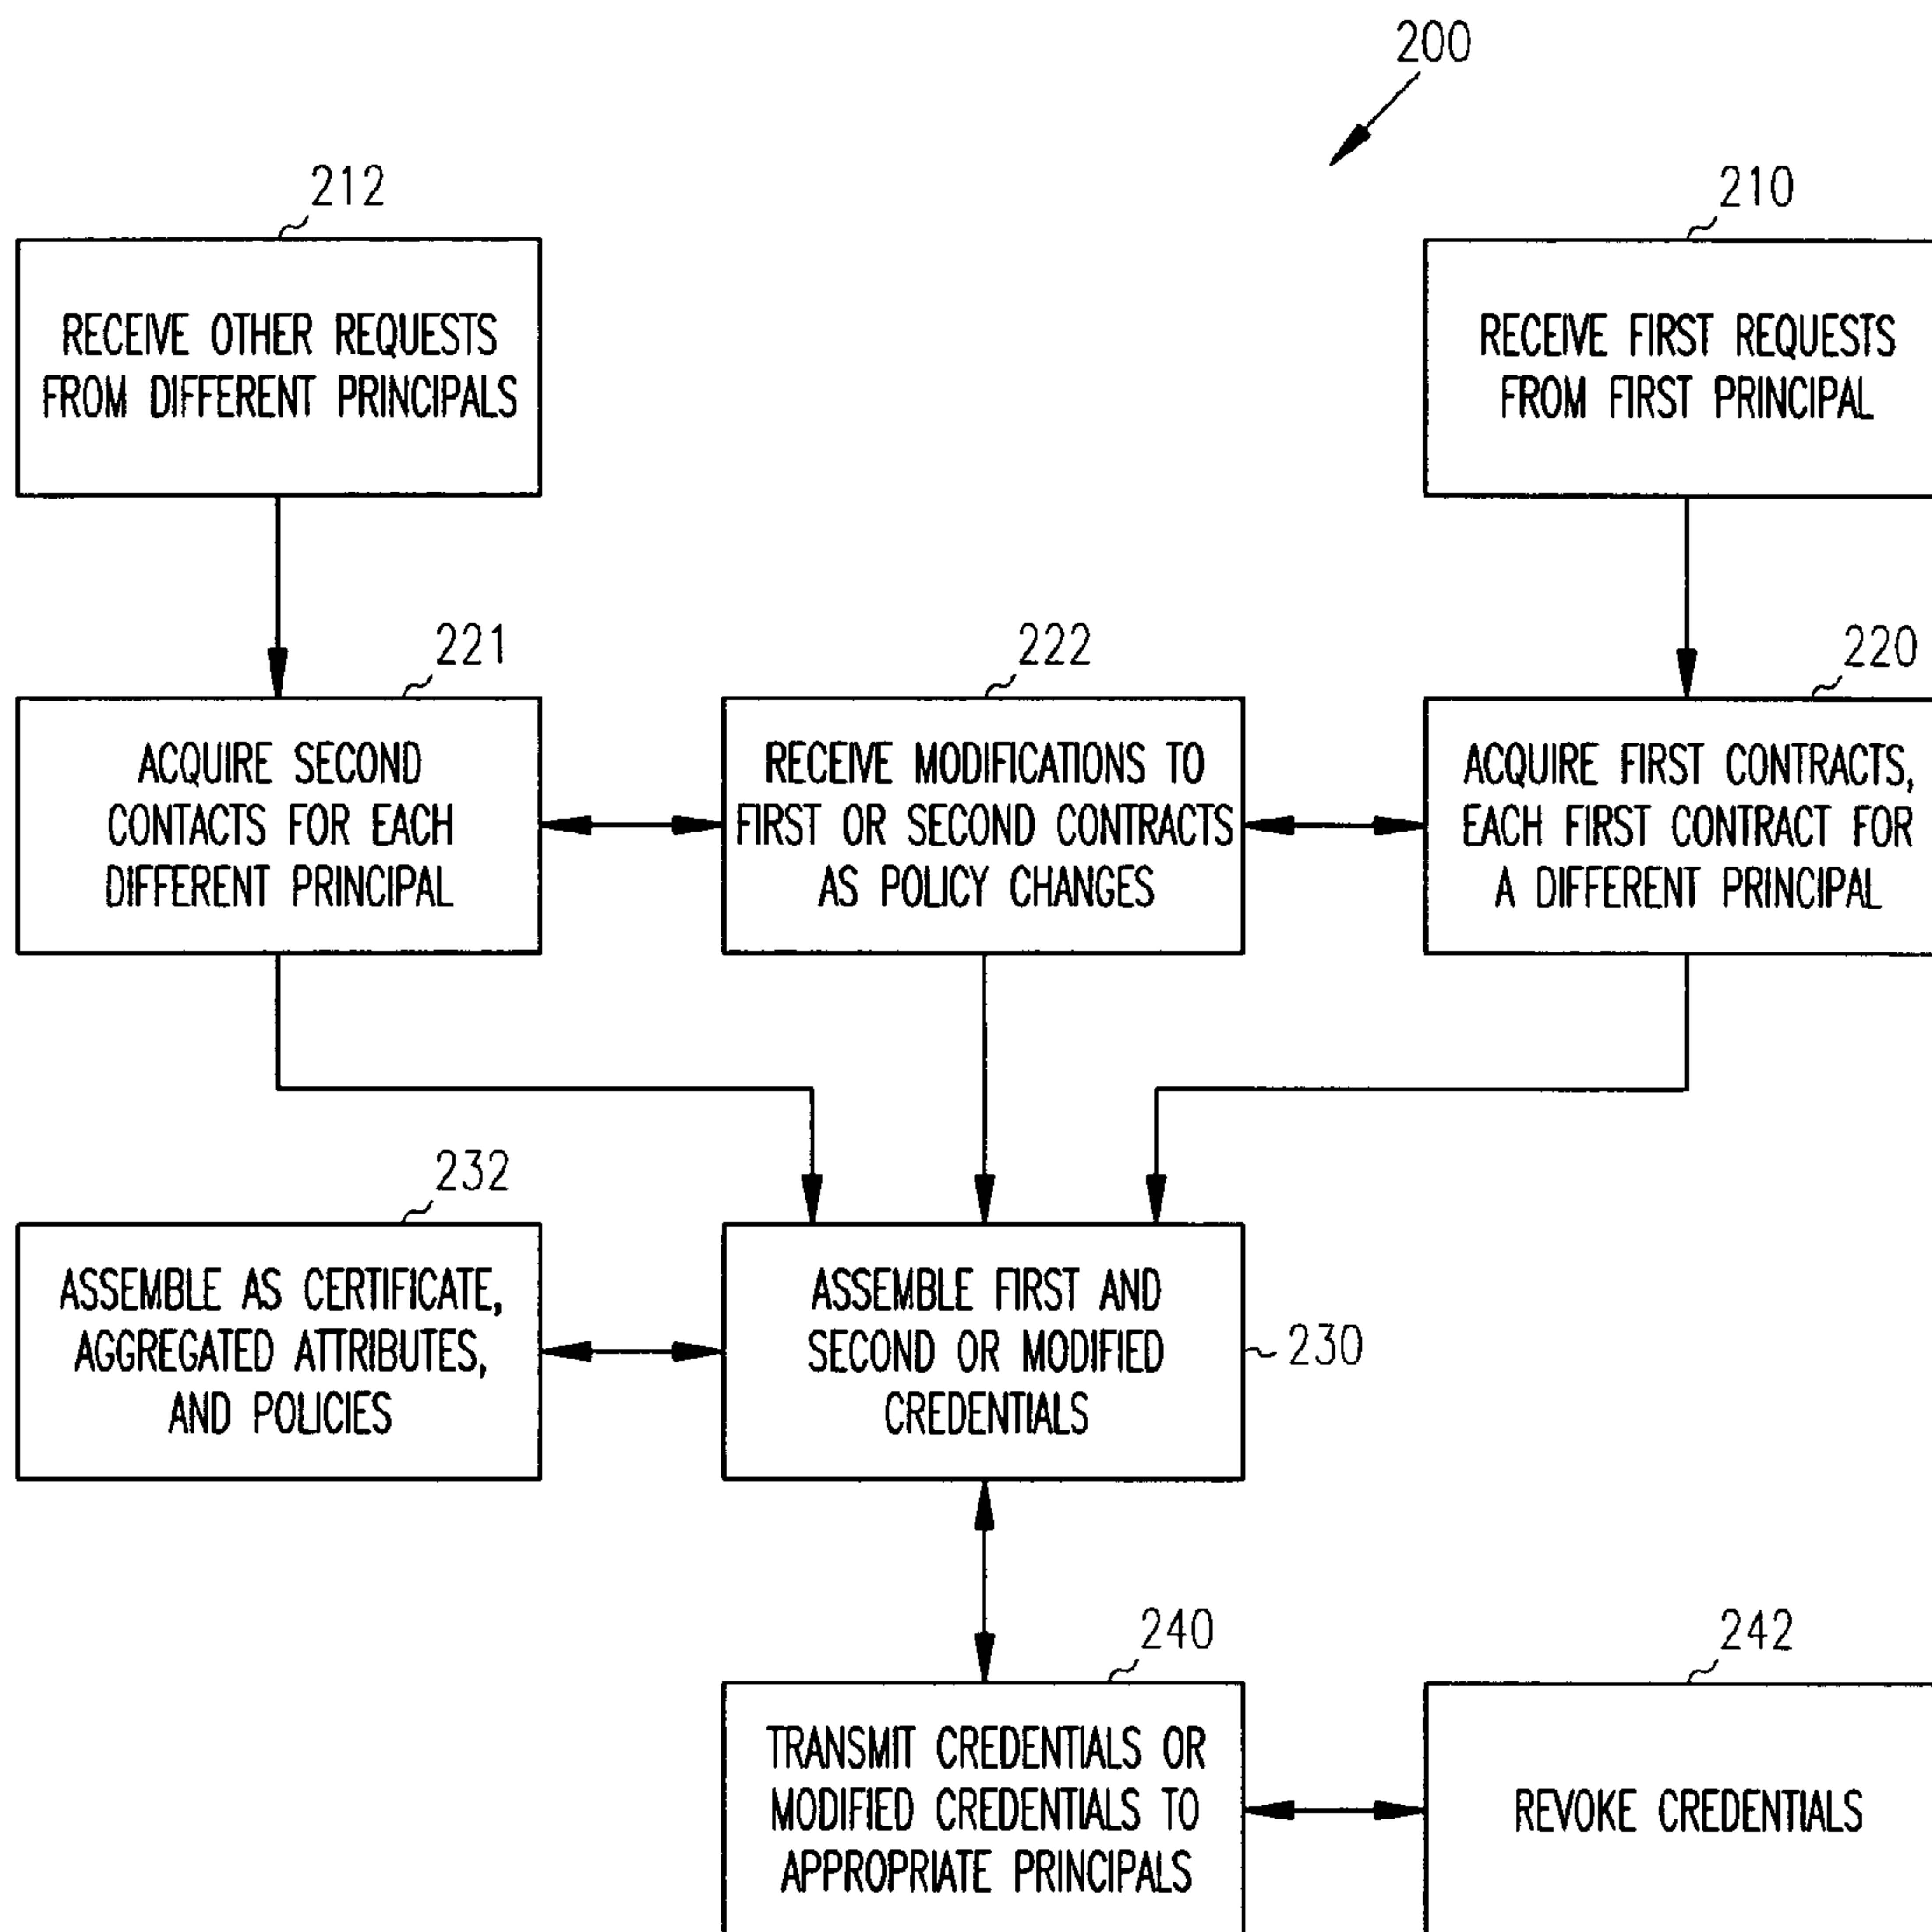 200
212
RECEIVE OTHER REQUESTS
FROM DIFFERENT PRINCIPALS
210
RECEIVE FIRST REQUESTS
FROM FIRST PRINCIPAL
221
ACQUIRE SECOND
CONTACTS FOR EACH
DIFFERENT PRINCIPAL
222
RECEIVE MODIFICATIONS TO
FIRST OR SECOND CONTRACTS
AS POLICY CHANGES
220
ACQUIRE FIRST CONTRACTS,
EACH FIRST CONTRACT FOR
A DIFFERENT PRINCIPAL
232
ASSEMBLE AS CERTIFICATE,
AGGREGATED ATTRIBUTES,
AND POLICIES
ASSEMBLE FIRST AND
SECOND OR MODIFIED
CREDENTIALS
230
240
TRANSMIT CREDENTIALS OR
MODIFIED CREDENTIALS TO
APPROPRIATE PRINCIPALS
242
REVOKE CREDENTIALS